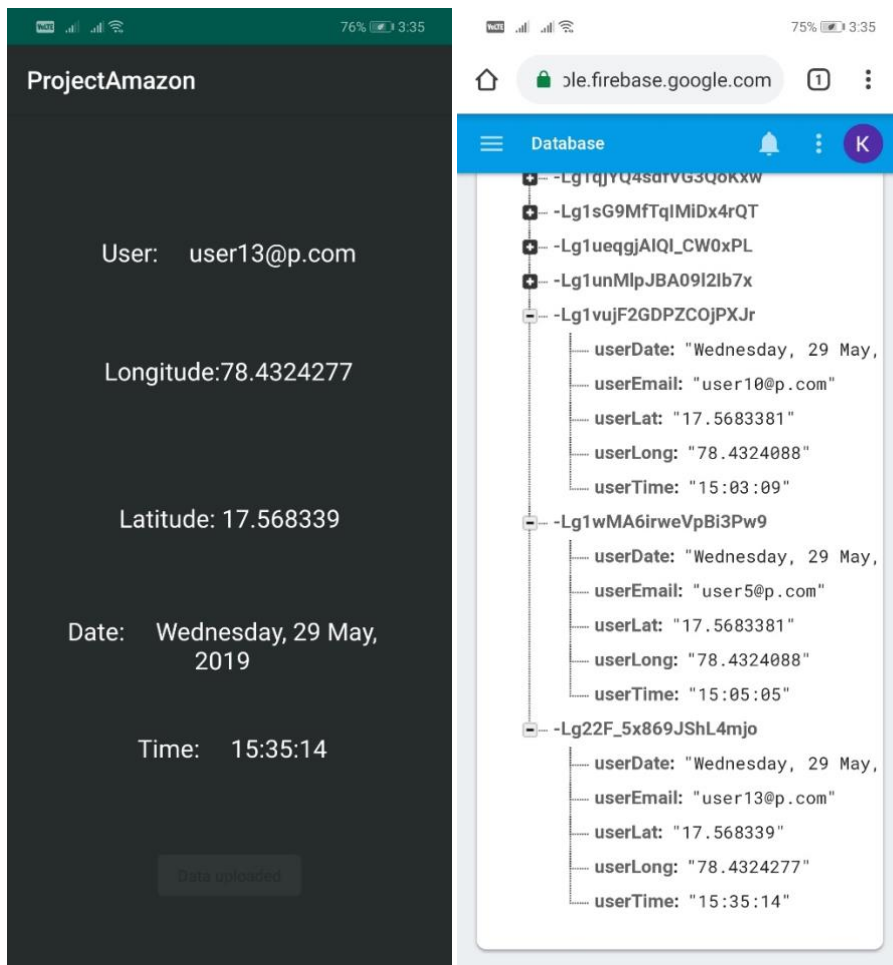 VoLTE 76% 3:35
ProjectAmazon
User: user13@p.com
Longitude:78.4324277
Latitude: 17.568339
Date: Wednesday, 29 May,
2019
Time: 15:35:14
Data uploaded
VoLTE 75% 3:35
ole.firebase.google.com 1
Database K
-Lg1sG9MfTqIMiDx4rQT
-Lg1ueqgjAIQI_CW0xPL
-Lg1unMlpJBA09l2Ib7x
-Lg1vujF2GDPZCOjPXJr
userDate: "Wednesday, 29 May,
userEmail: "user10@p.com"
userLat: "17.5683381"
userLong: "78.4324088"
userTime: "15:03:09"
-Lg1wMA6irweVpBi3Pw9
userDate: "Wednesday, 29 May,
userEmail: "user5@p.com"
userLat: "17.5683381"
userLong: "78.4324088"
userTime: "15:05:05"
-Lg22F_5x869JShL4mjo
userDate: "Wednesday, 29 May,
userEmail: "user13@p.com"
userLat: "17.568339"
userLong: "78.4324277"
userTime: "15:35:14"